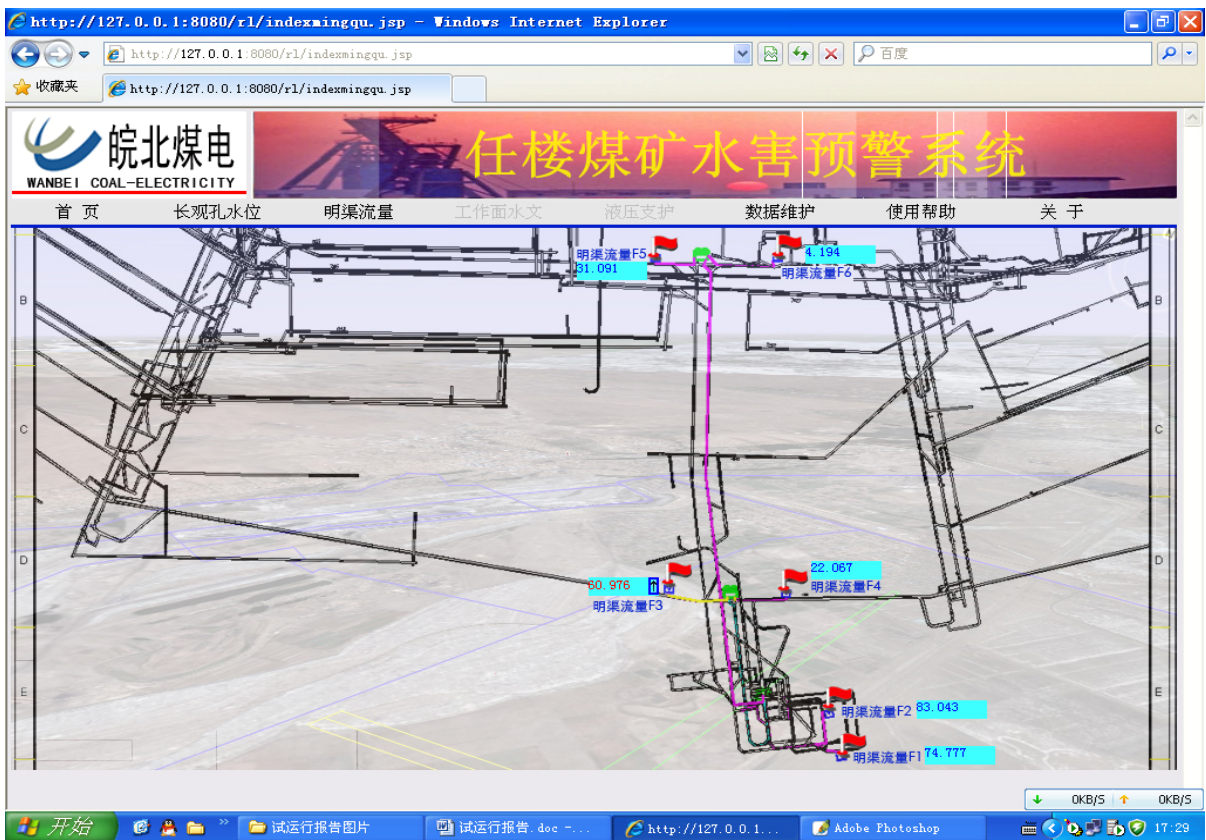 http://127.0.0.1:8080/rl/indexmingqu.jsp - Windows Internet Explorer
http://127.0.0.1:8080/rl/indexmingqu.jsp
百度
收藏夹
http://127.0.0.1:8080/rl/indexmingqu.jsp
皖北煤电
WANBEI COAL-ELECTRICITY
任楼煤矿水害预警系统
首 页 长观孔水位 明渠流量 工作面水文 液压支护 数据维护 使用帮助 关 于
明渠流量F5
31.091
4.194
明渠流量F6
B
B
C
C
D
D
60.976
明渠流量F3
22.067
明渠流量F4
E
E
明渠流量F2 83.043
明渠流量F1 74.777
0KB/S 0KB/S
开始
试运行报告图片
试运行报告.doc -...
http://127.0.0.1...
Adobe Photoshop
17:29